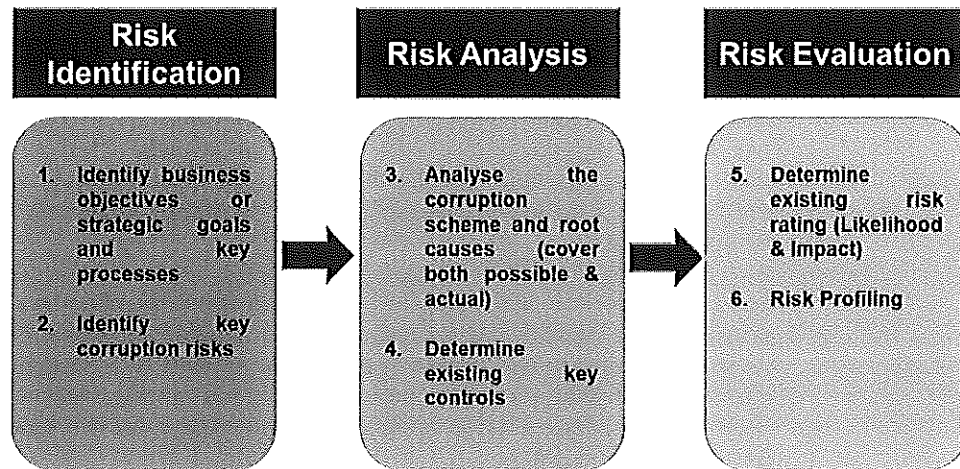 Risk
Identification
1. Identify business
objectives or
strategic goals
and key
processes
2. Identify key
corruption risks
Risk Analysis
3. Analyse the
corruption
scheme and root
causes (cover
both possible &
actual)
4. Determine
existing key
controls
Risk Evaluation
5. Determine
existing risk
rating (Likelihood
& Impact)
6. Risk Profiling